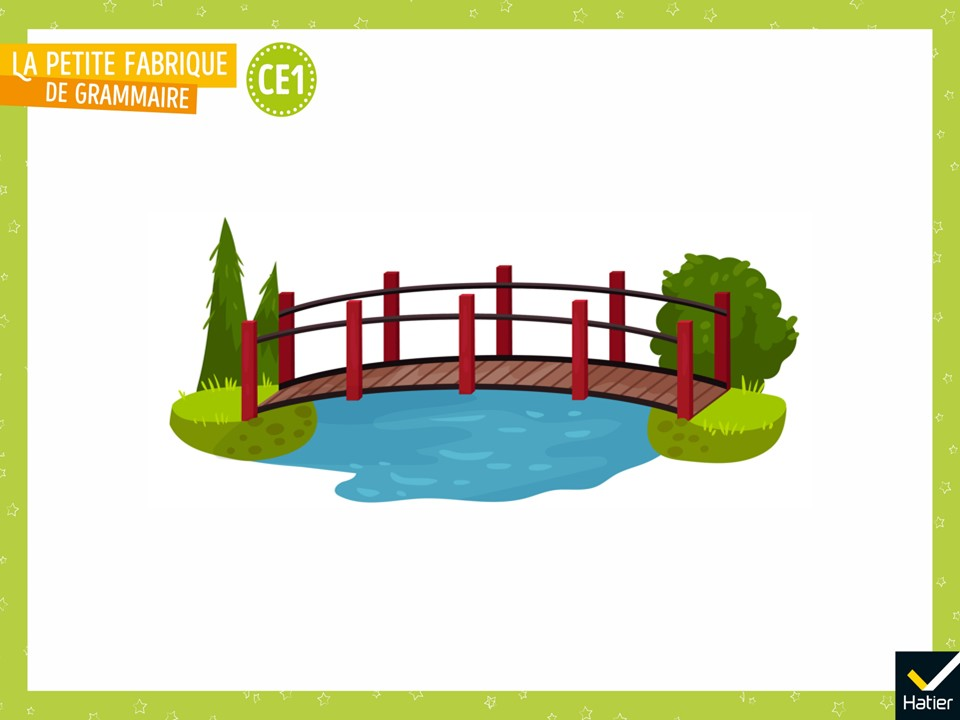 LA PETITE FABRIQUE
DE GRAMMAIRE
CE1
Hatier